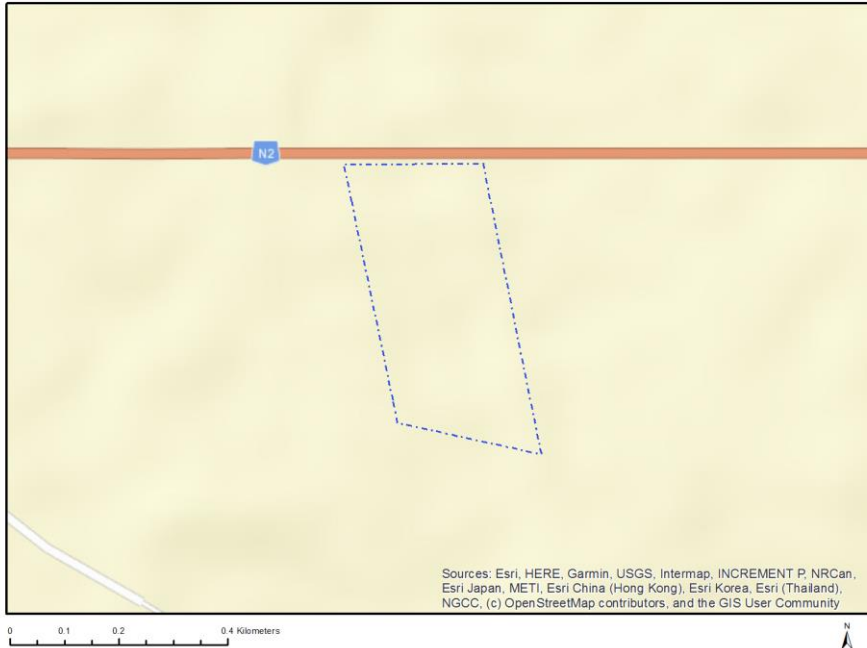 N2
Sources: Esri, HERE, Garmin, USGS, Intermap, INCREMENT P, NRCan,
Esri Japan, METI, Esri China (Hong Kong), Esri Korea, Esri (Thailand),
NGCC, (c) OpenStreetMap contributors, and the GIS User Community
0 0.1 0.2 0.4 Kilometers
N